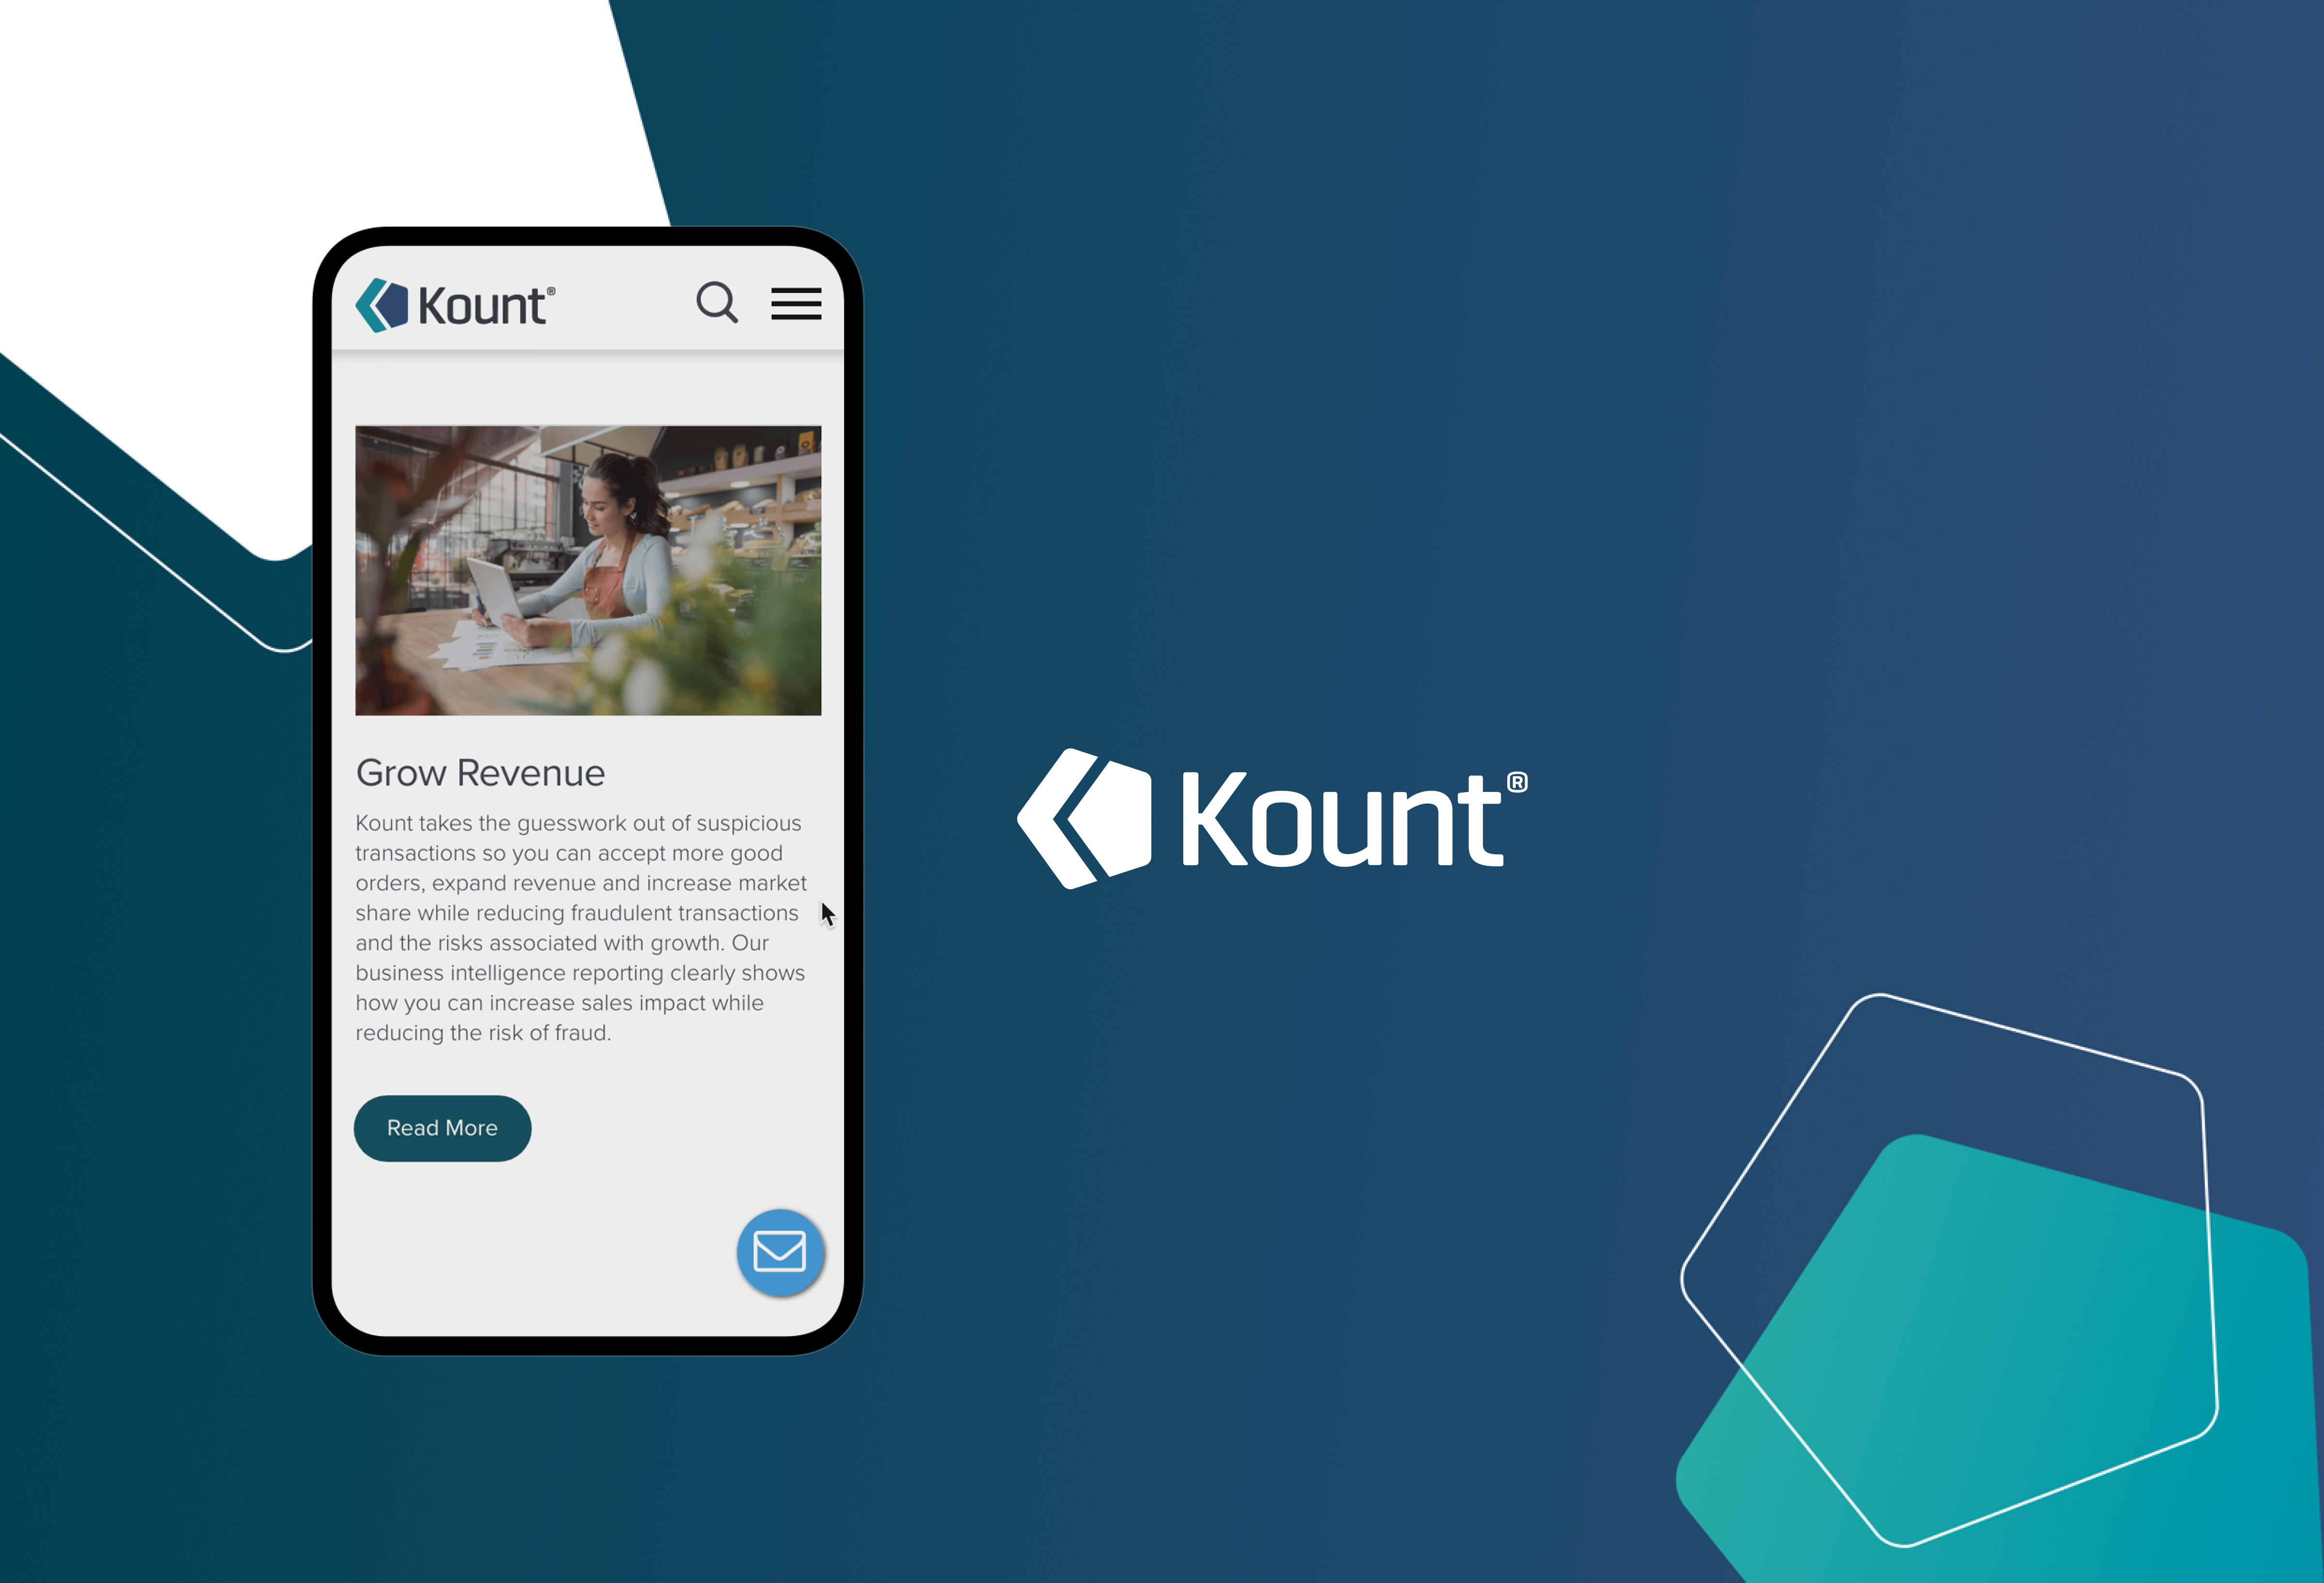 Kount®
Grow Revenue
Kount takes the guesswork out of suspicious
transactions so you can accept more good
orders, expand revenue and increase market
share while reducing fraudulent transactions
and the risks associated with growth. Our
business intelligence reporting clearly shows
how you can increase sales impact while
reducing the risk of fraud.
Read More
Kount®